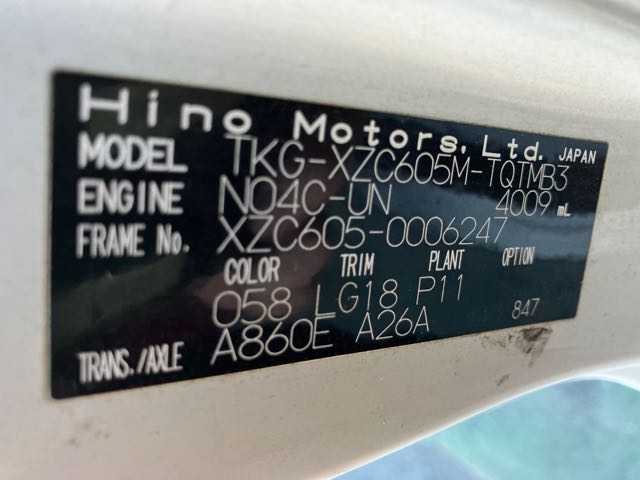 Hino Motors, Ltd. JAPAN
MODEL TKG-XZC605M-TQTMB3
ENGINE N04C-UN 4009 mL
FRAME No. XZC605-0006247
COLOR TRIM PLANT OPTION
058 LG18 P11 847
TRANS./AXLE A860E A26A